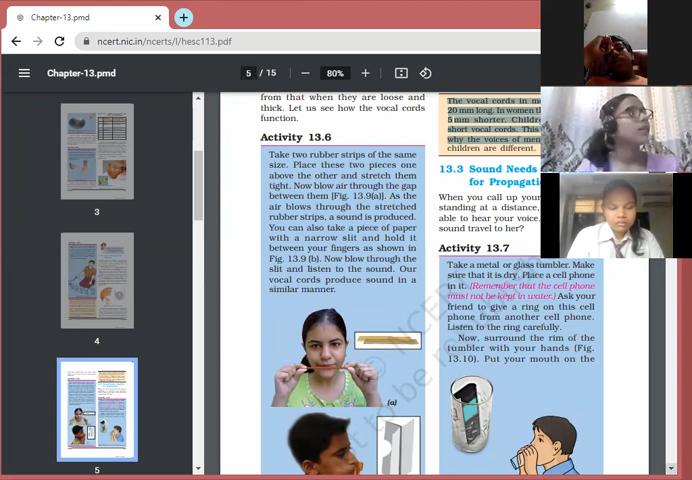 Chapter-13.pmd
ncert.nic.in/ncerts/l/hesc113.pdf
Chapter-13.pmd
5 / 15
80%
3
4
5
from that when they are loose and
thick. Let us see how the vocal cords
function.
Activity 13.6
Take two rubber strips of the same
size. Place these two pieces one
above the other and stretch them
tight. Now blow air through the gap
between them [Fig. 13.9(a)]. As the
air blows through the stretched
rubber strips, a sound is produced.
You can also take a piece of paper
with a narrow slit and hold it
between your fingers as shown in
Fig. 13.9 (b). Now blow through the
slit and listen to the sound. Our
vocal cords produce sound in a
similar manner.
(a)
The vocal cords in me
20 mm long. In women th
5 mm shorter. Childre
short vocal cords. This
why the voices of men
children are different.
13.3 Sound Needs
for Propagati
When you call up your
standing at a distance,
able to hear your voice.
sound travel to her?
Activity 13.7
Take a metal or glass tumbler. Make
sure that it is dry. Place a cell phone
in it. (Remember that the cell phone
must not be kept in water.) Ask your
friend to give a ring on this cell
phone from another cell phone.
Listen to the ring carefully.
Now, surround the rim of the
tumbler with your hands (Fig.
13.10). Put your mouth on the